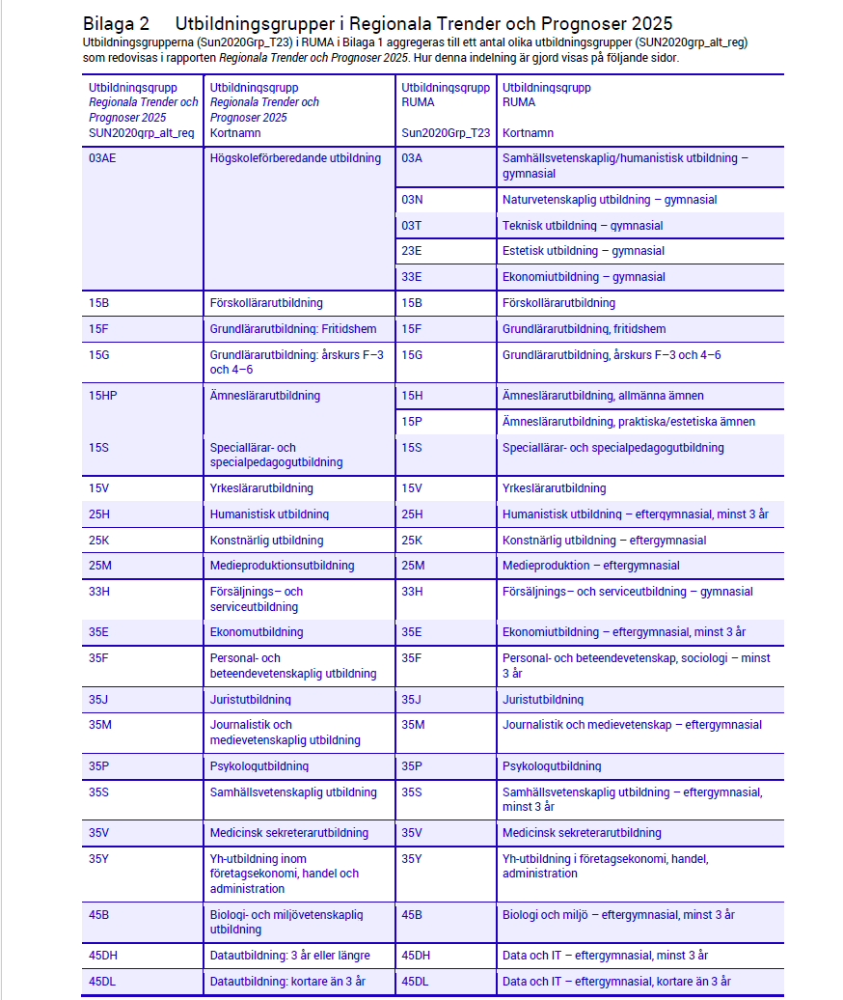 Bilaga 2 Utbildningsgrupper i Regionala Trender och Prognoser 2025
Utbildningsgrupperna (Sun2020Grp_T23) i RUMA i Bilaga 1 aggregeras till ett antal olika utbildningsgrupper (SUN2020grp_alt_reg)
som redovisas i rapporten Regionala Trender och Prognoser 2025. Hur denna indelning är gjord visas på följande sidor.
Utbildningsgrupp Utbildningsgrupp Utbildningsgrupp Utbildningsgrupp
Regionala Trender och Regionala Trender och RUMA RUMA
Prognoser 2025 Prognoser 2025
SUN2020grp_alt_reg Kortnamn Sun2020Grp_T23 Kortnamn
03AE Högskoleförberedande utbildning 03A Samhällsvetenskaplig/humanistisk utbildning –
gymnasial
03N Naturvetenskaplig utbildning – gymnasial
03T Teknisk utbildning – gymnasial
23E Estetisk utbildning – gymnasial
33E Ekonomiutbildning – gymnasial
15B Förskollärarutbildning 15B Förskollärarutbildning
15F Grundlärarutbildning: Fritidshem 15F Grundlärarutbildning, fritidshem
15G Grundlärarutbildning: årskurs F–3 15G Grundlärarutbildning, årskurs F–3 och 4–6
och 4–6
15HP Ämneslärarutbildning 15H Ämneslärarutbildning, allmänna ämnen
15P Ämneslärarutbildning, praktiska/estetiska ämnen
15S Speciallärar- och 15S Speciallärar- och specialpedagogutbildning
specialpedagogutbildning
15V Yrkeslärarutbildning 15V Yrkeslärarutbildning
25H Humanistisk utbildning 25H Humanistisk utbildning – eftergymnasial, minst 3 år
25K Konstnärlig utbildning 25K Konstnärlig utbildning – eftergymnasial
25M Medieproduktionsutbildning 25M Medieproduktion – eftergymnasial
33H Försäljnings– och 33H Försäljnings– och serviceutbildning – gymnasial
serviceutbildning
35E Ekonomutbildning 35E Ekonomiutbildning – eftergymnasial, minst 3 år
35F Personal- och 35F Personal- och beteendevetenskap, sociologi – minst
beteendevetenskaplig utbildning 3 år
35J Juristutbildning 35J Juristutbildning
35M Journalistik och 35M Journalistik och medievetenskap – eftergymnasial
medievetenskaplig utbildning
35P Psykologutbildning 35P Psykologutbildning
35S Samhällsvetenskaplig utbildning 35S Samhällsvetenskaplig utbildning – eftergymnasial,
minst 3 år
35V Medicinsk sekreterarutbildning 35V Medicinsk sekreterarutbildning
35Y Yh-utbildning inom 35Y Yh-utbildning i företagsekonomi, handel,
företagsekonomi, handel och administration
administration
45B Biologi- och miljövetenskaplig 45B Biologi och miljö – eftergymnasial, minst 3 år
utbildning
45DH Datautbildning: 3 år eller längre 45DH Data och IT – eftergymnasial, minst 3 år
45DL Datautbildning: kortare än 3 år 45DL Data och IT – eftergymnasial, kortare än 3 år